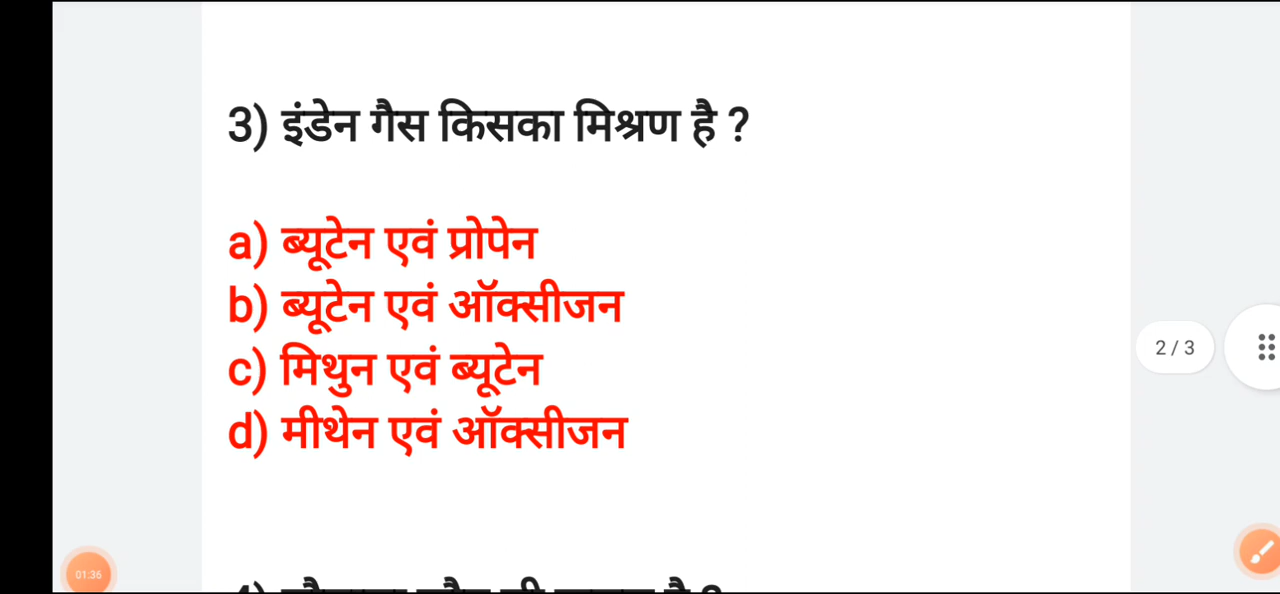 3) इंडेन गैस किसका मिश्रण है ?
a) ब्यूटेन एवं प्रोपेन
b) ब्यूटेन एवं ऑक्सीजन
c) मिथुन एवं ब्यूटेन
d) मीथेन एवं ऑक्सीजन
2 / 3
01:36